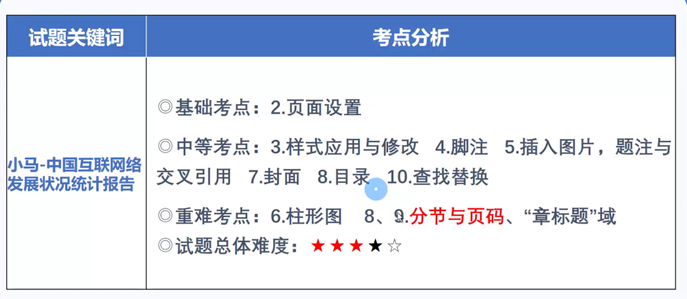 试题关键词
考点分析
小马-中国互联网络
发展状况统计报告
◎基础考点：2.页面设置
◎中等考点：3.样式应用与修改 4.脚注 5.插入图片，题注与
交叉引用 7.封面 8.目录 10.查找替换
◎重难考点：6.柱形图 8、9.分节与页码、“章标题”域
◎试题总体难度：★★★★☆